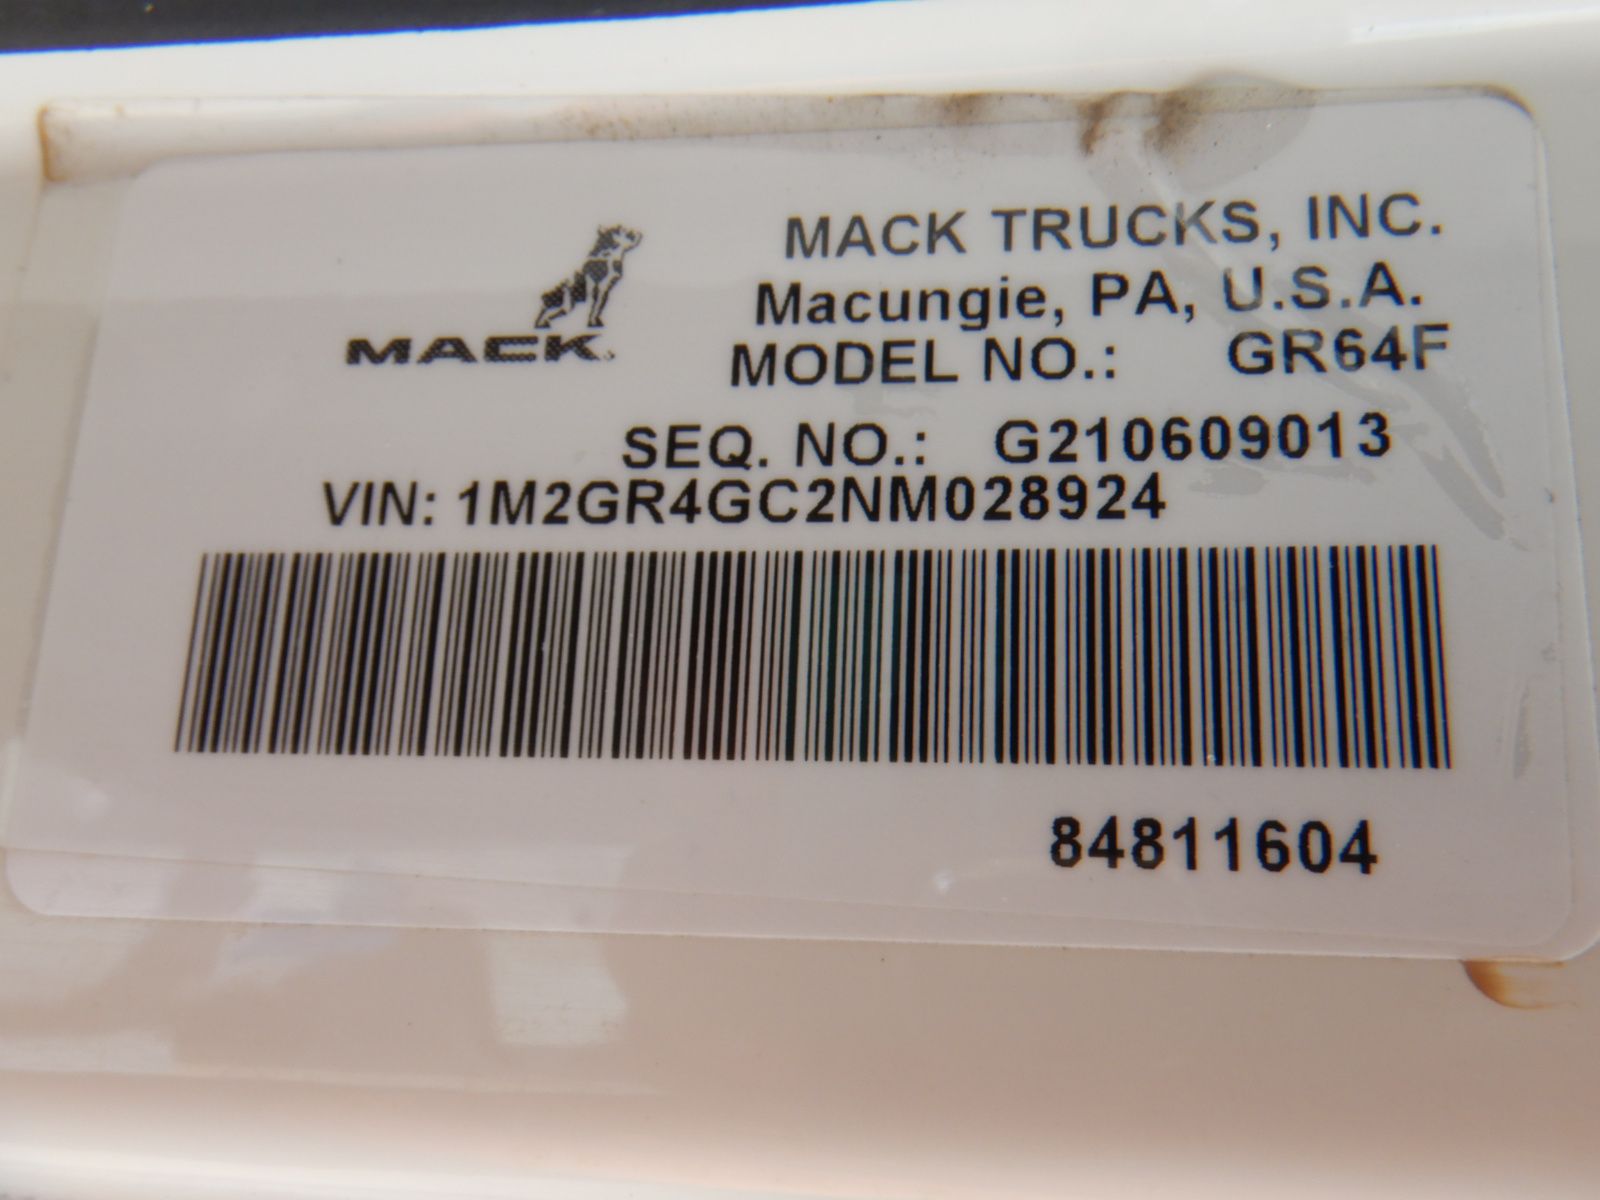 MACK TRUCKS, INC.
Macungie, PA, U.S.A.
MACK
MODEL NO.: GR64F
SEQ. NO.: G210609013
VIN: 1M2GR4GC2NM028924
84811604